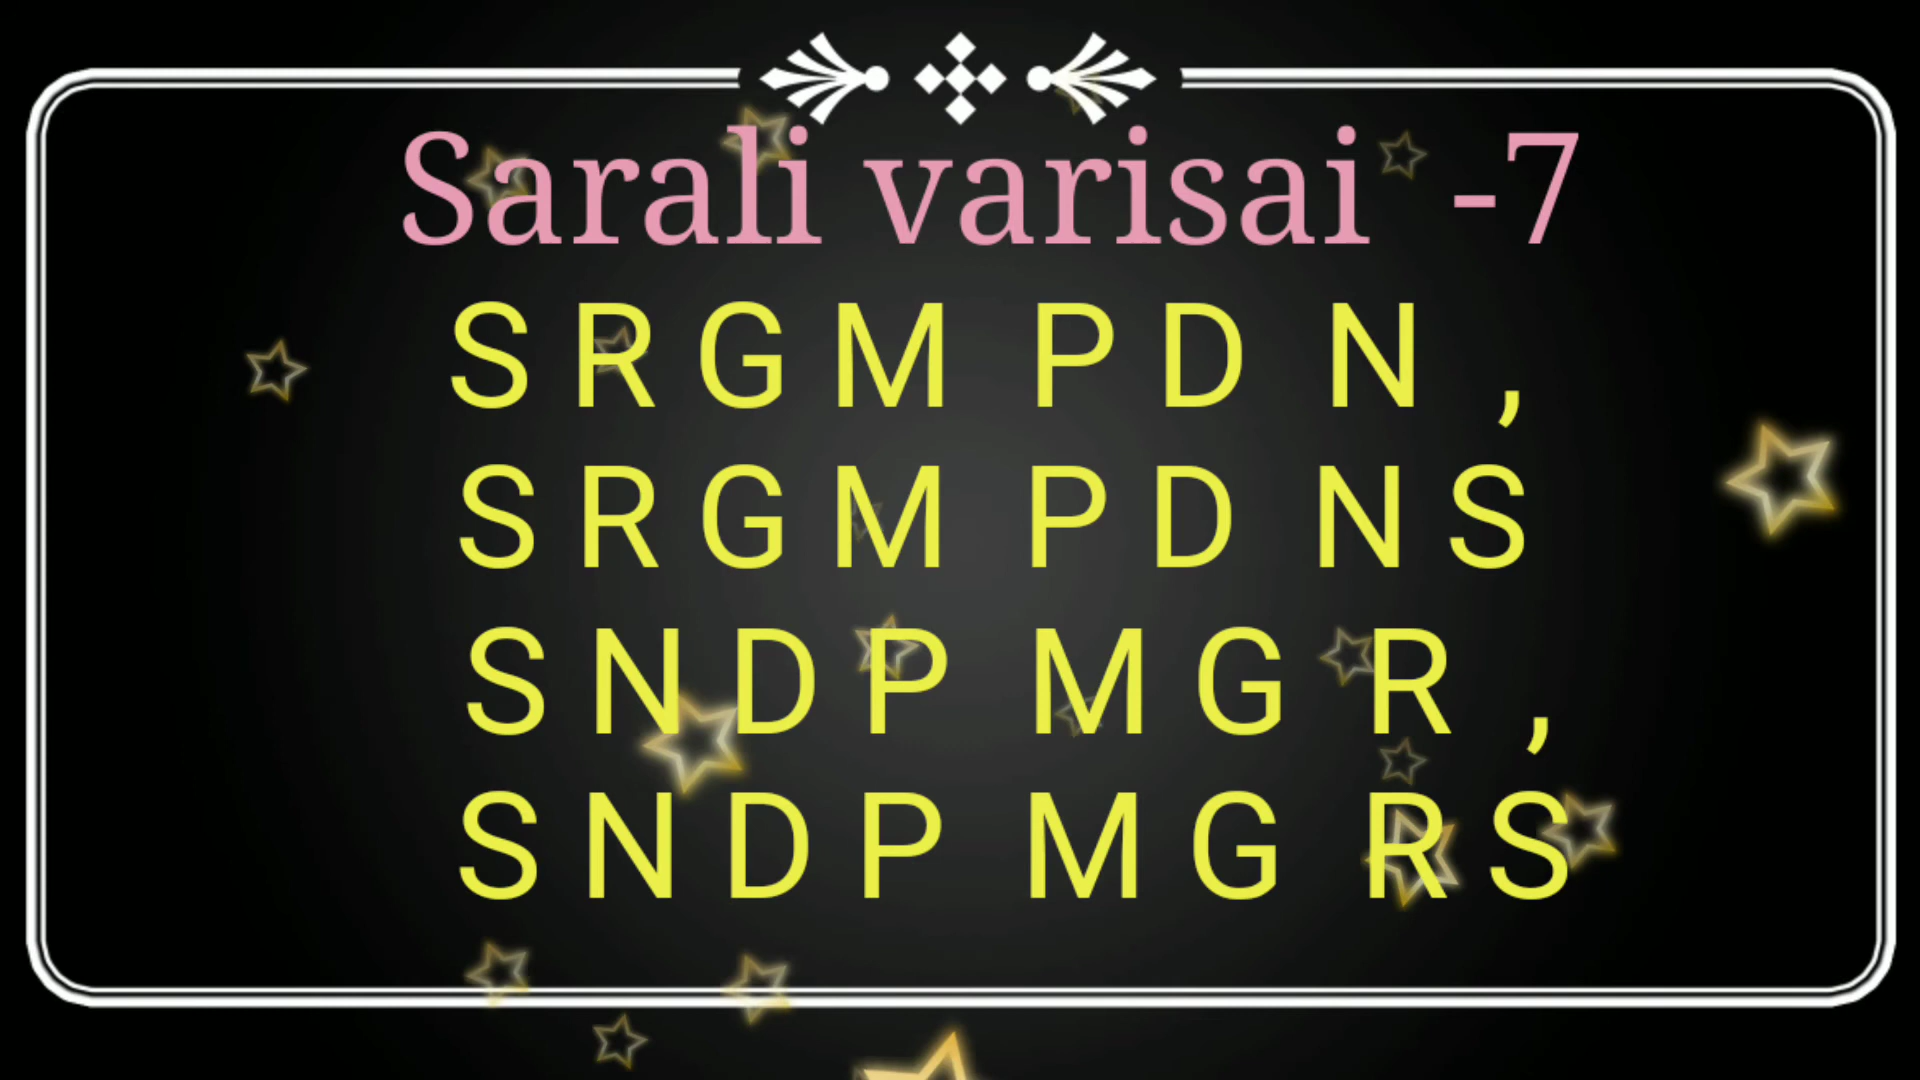 Sarali varisai -7
S R G M P D N ,
S R G M P D N S
S N D P M G R ,
S N D P M G R S